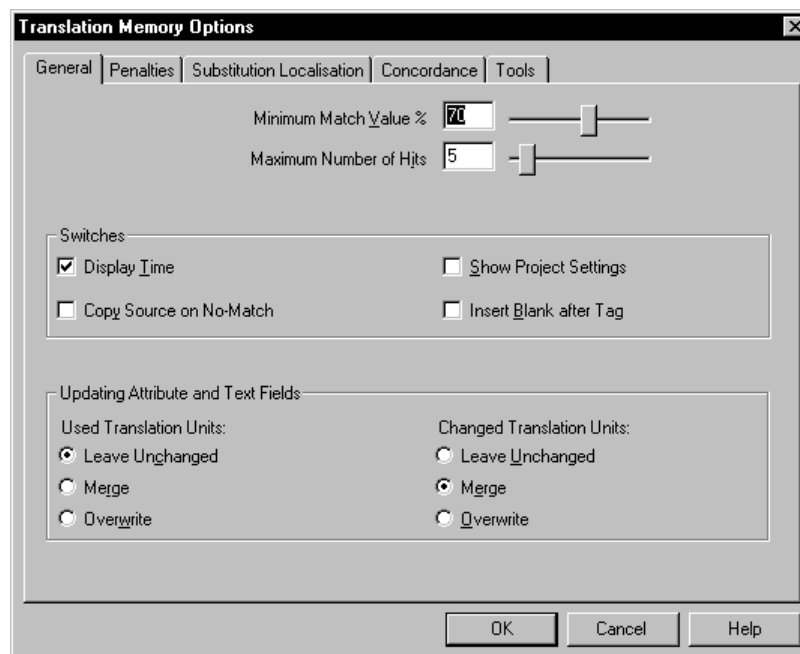 Translation Memory Options
General Penalties Substitution Localisation Concordance Tools
Minimum Match Value % 70
Maximum Number of Hits 5
Switches
Display Time Show Project Settings
Copy Source on No-Match Insert Blank after Tag
Updating Attribute and Text Fields
Used Translation Units: Changed Translation Units:
Leave Unchanged Leave Unchanged
Merge Merge
Overwrite Overwrite
OK Cancel Help